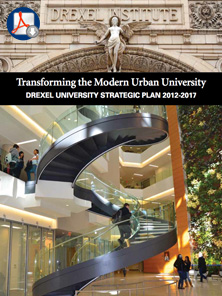 DREXEL INSTITUTE
Transforming the Modern Urban University
DREXEL UNIVERSITY STRATEGIC PLAN 2012-2017